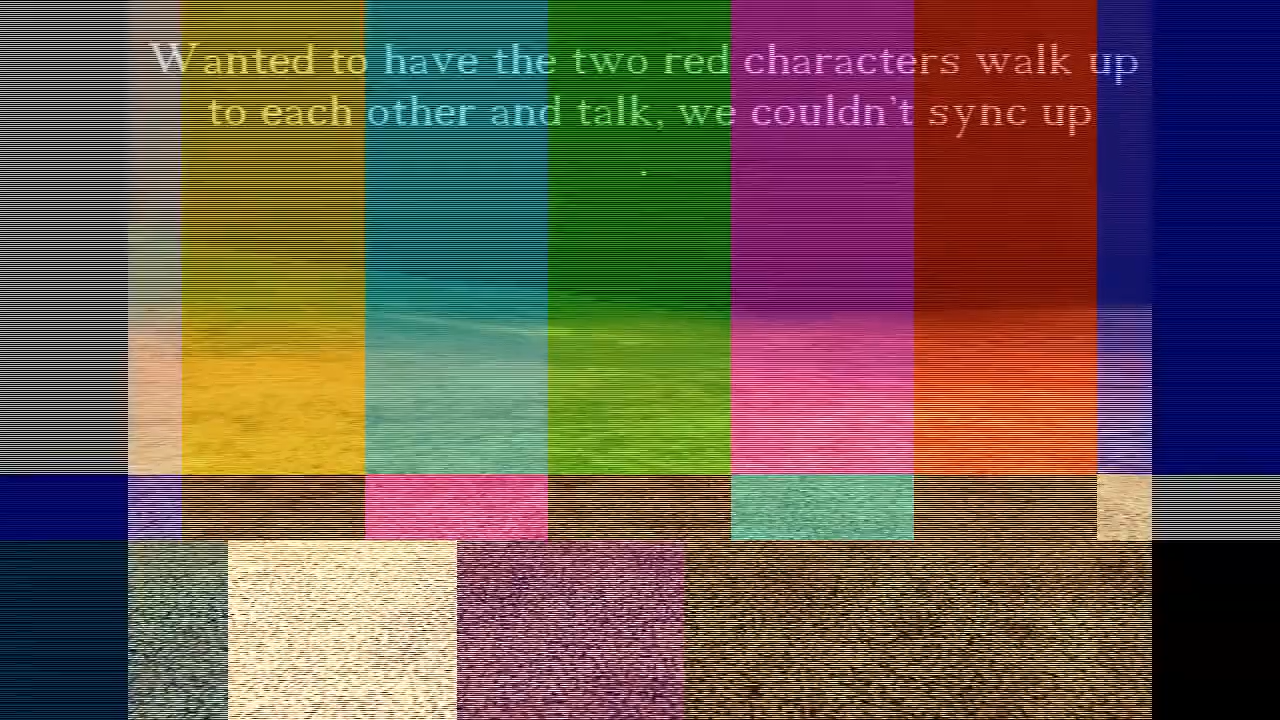 Wanted to have the two red characters walk up
to each other and talk, we couldn't sync up